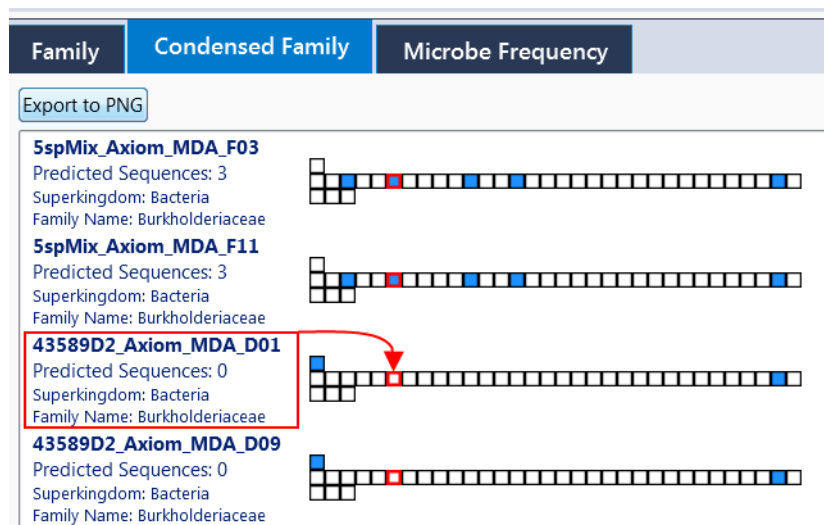 Family Condensed Family Microbe Frequency
Export to PNG
5spMix_Axiom_MDA_F03
Predicted Sequences: 3
Superkingdom: Bacteria
Family Name: Burkholderiaceae
5spMix_Axiom_MDA_F11
Predicted Sequences: 3
Superkingdom: Bacteria
Family Name: Burkholderiaceae
43589D2_Axiom_MDA_D01
Predicted Sequences: 0
Superkingdom: Bacteria
Family Name: Burkholderiaceae
43589D2_Axiom_MDA_D09
Predicted Sequences: 0
Superkingdom: Bacteria
Family Name: Burkholderiaceae